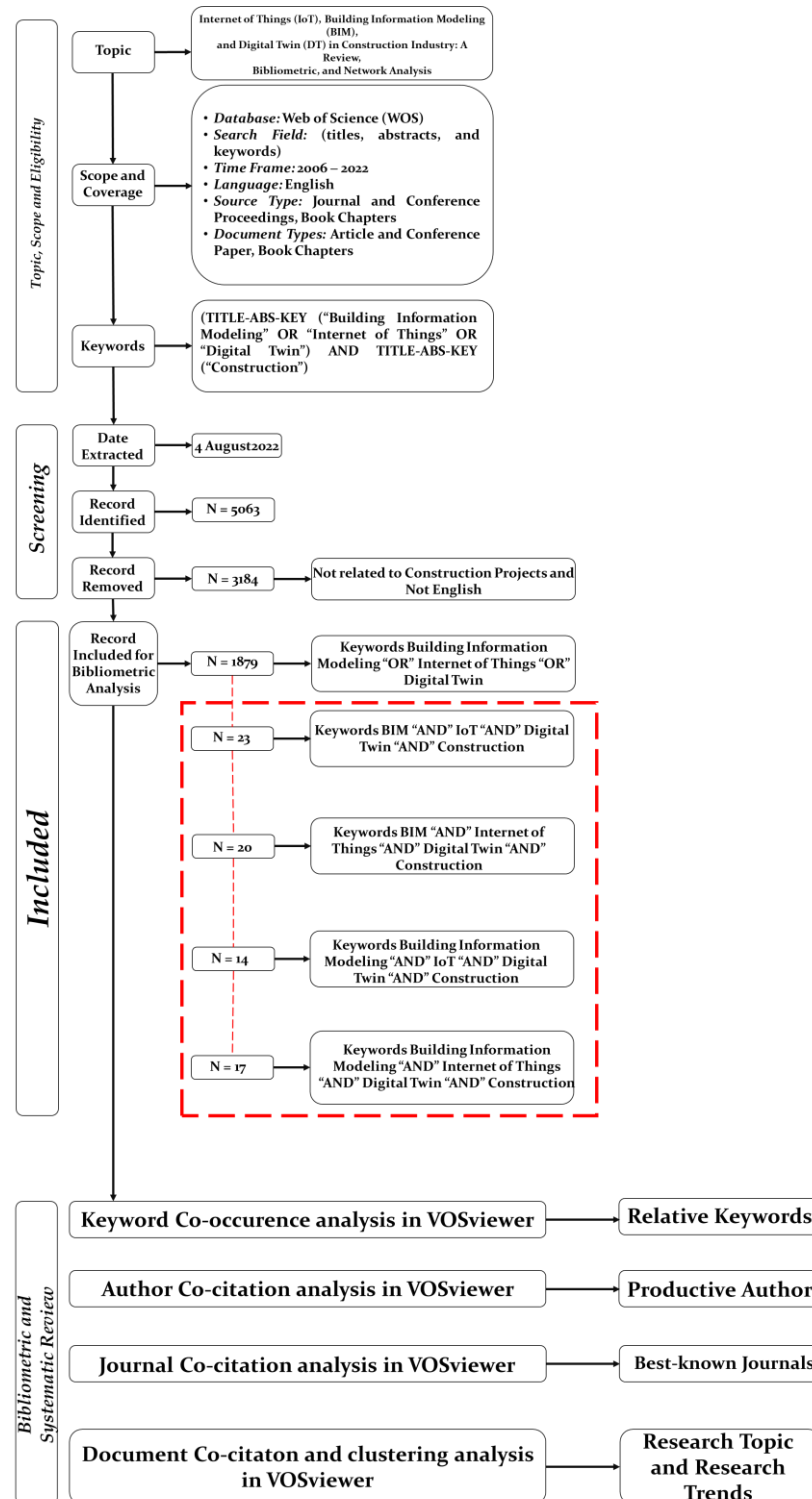 Topic, Scope and Eligibility
Topic
Internet of Things (IoT), Building Information Modeling
(BIM),
and Digital Twin (DT) in Construction Industry: A
Review,
Bibliometric, and Network Analysis
Scope and
Coverage
• Database: Web of Science (WOS)
• Search Field: (titles, abstracts, and
keywords)
• Time Frame: 2006 – 2022
• Language: English
• Source Type: Journal and Conference
Proceedings, Book Chapters
• Document Types: Article and Conference
Paper, Book Chapters
Keywords
(TITLE-ABS-KEY (“Building Information
Modeling” OR “Internet of Things” OR
“Digital Twin”) AND TITLE-ABS-KEY
(“Construction”)
Screening
Date
Extracted
4 August2022
Record
Identified
N = 5063
Record
Removed
N = 3184
Not related to Construction Projects and
Not English
Included
Record
Included for
Bibliometric
Analysis
N = 1879
Keywords Building Information
Modeling “OR” Internet of Things “OR”
Digital Twin
N = 23
Keywords BIM “AND” IoT “AND” Digital
Twin “AND” Construction
N = 20
Keywords BIM “AND” Internet of
Things “AND” Digital Twin “AND”
Construction
N = 14
Keywords Building Information
Modeling “AND” IoT “AND” Digital
Twin “AND” Construction
N = 17
Keywords Building Information
Modeling “AND” Internet of Things
“AND” Digital Twin “AND” Construction
Bibliometric and
Systematic Review
Keyword Co-occurence analysis in VOSviewer
Relative Keywords
Author Co-citation analysis in VOSviewer
Productive Author
Journal Co-citation analysis in VOSviewer
Best-known Journals
Document Co-citaton and clustering analysis
in VOSviewer
Research Topic
and Research
Trends